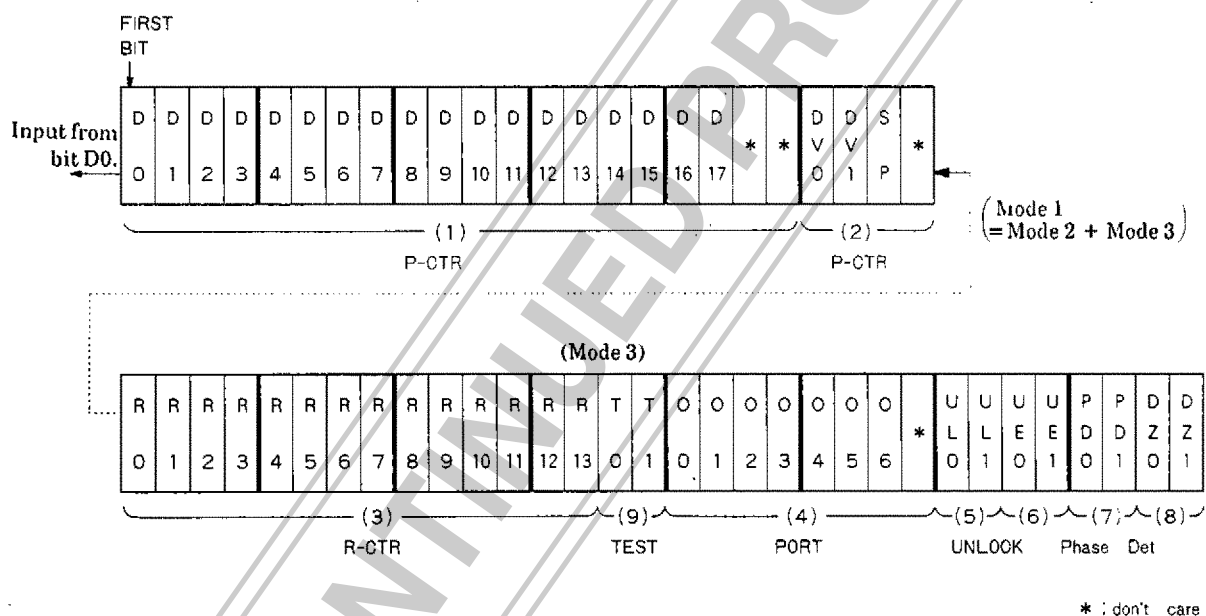 FIRST
BIT
D D D D D D D D D D D D D D D D D D * * D D S *
V V
0 1 2 3 4 5 6 7 8 9 10 11 12 13 14 15 16 17 0 1 P
Input from
bit D0.
(1) (2)
P-CTR P-CTR
(Mode 1
=Mode 2 + Mode 3)
(Mode 3)
R R R R R R R R R R R R R R T T O O O O O O O * U U U U P P D D
L L E E D D Z Z
0 1 2 3 4 5 6 7 8 9 10 11 12 13 0 1 0 1 2 3 4 5 6 0 1 0 1 0 1 0 1
(3) (9) (4) (5) (6) (7) (8)
R-CTR TEST PORT UNLOCK Phase Det
* : don't care
NTINUED PRO